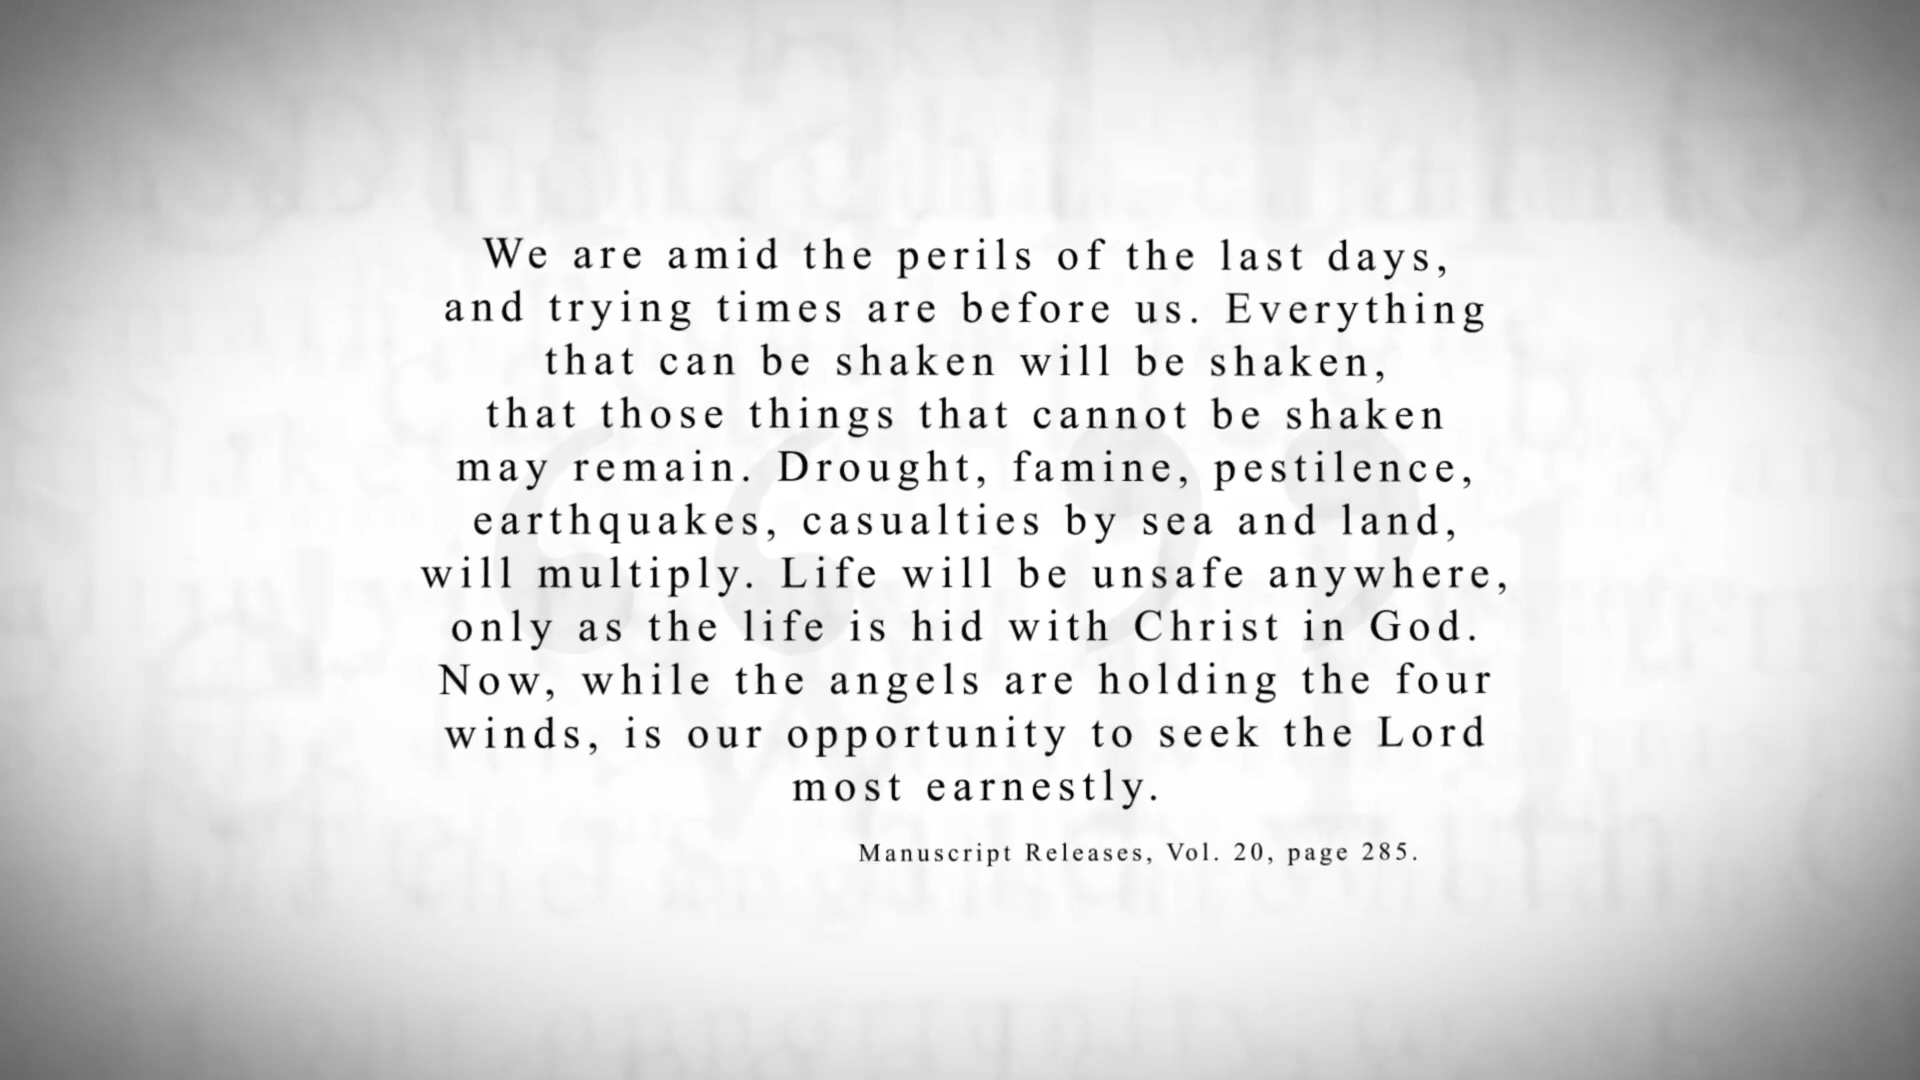 We are amid the perils of the last days,
and trying times are before us. Everything
that can be shaken will be shaken,
that those things that cannot be shaken
may remain. Drought, famine, pestilence,
earthquakes, casualties by sea and land,
will multiply. Life will be unsafe anywhere,
only as the life is hid with Christ in God.
Now, while the angels are holding the four
winds, is our opportunity to seek the Lord
most earnestly.
Manuscript Releases, Vol. 20, page 285.